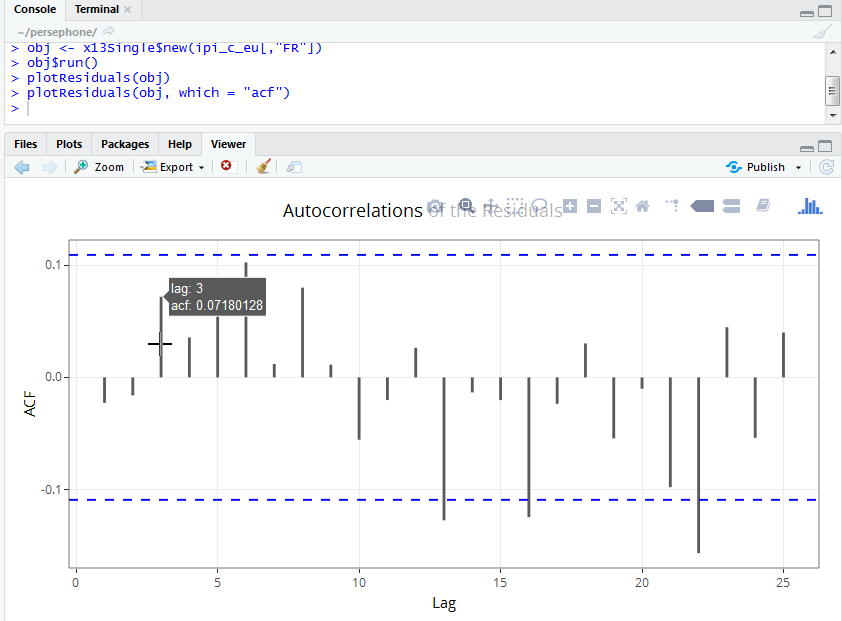 Console Terminal
~/persephone/
> obj <- x13Single$new(ipi_c_eu[,"FR"])
> obj$run()
> plotResiduals(obj)
> plotResiduals(obj, which = "acf")
>
Files Plots Packages Help Viewer
Zoom Export Publish
Autocorrelations of the Residuals
0.1
lag: 3
acf: 0.07180128
0.0
ACF
-0.1
0 5 10 15 20 25
Lag